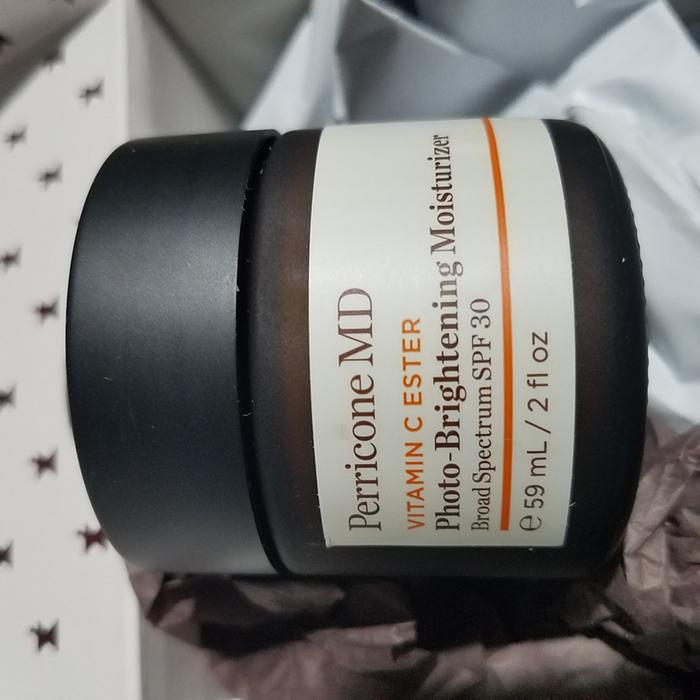 Perricone MD
VITAMIN C ESTER
Photo-Brightening Moisturizer
Broad Spectrum SPF 30
℮ 59 mL / 2 fl oz